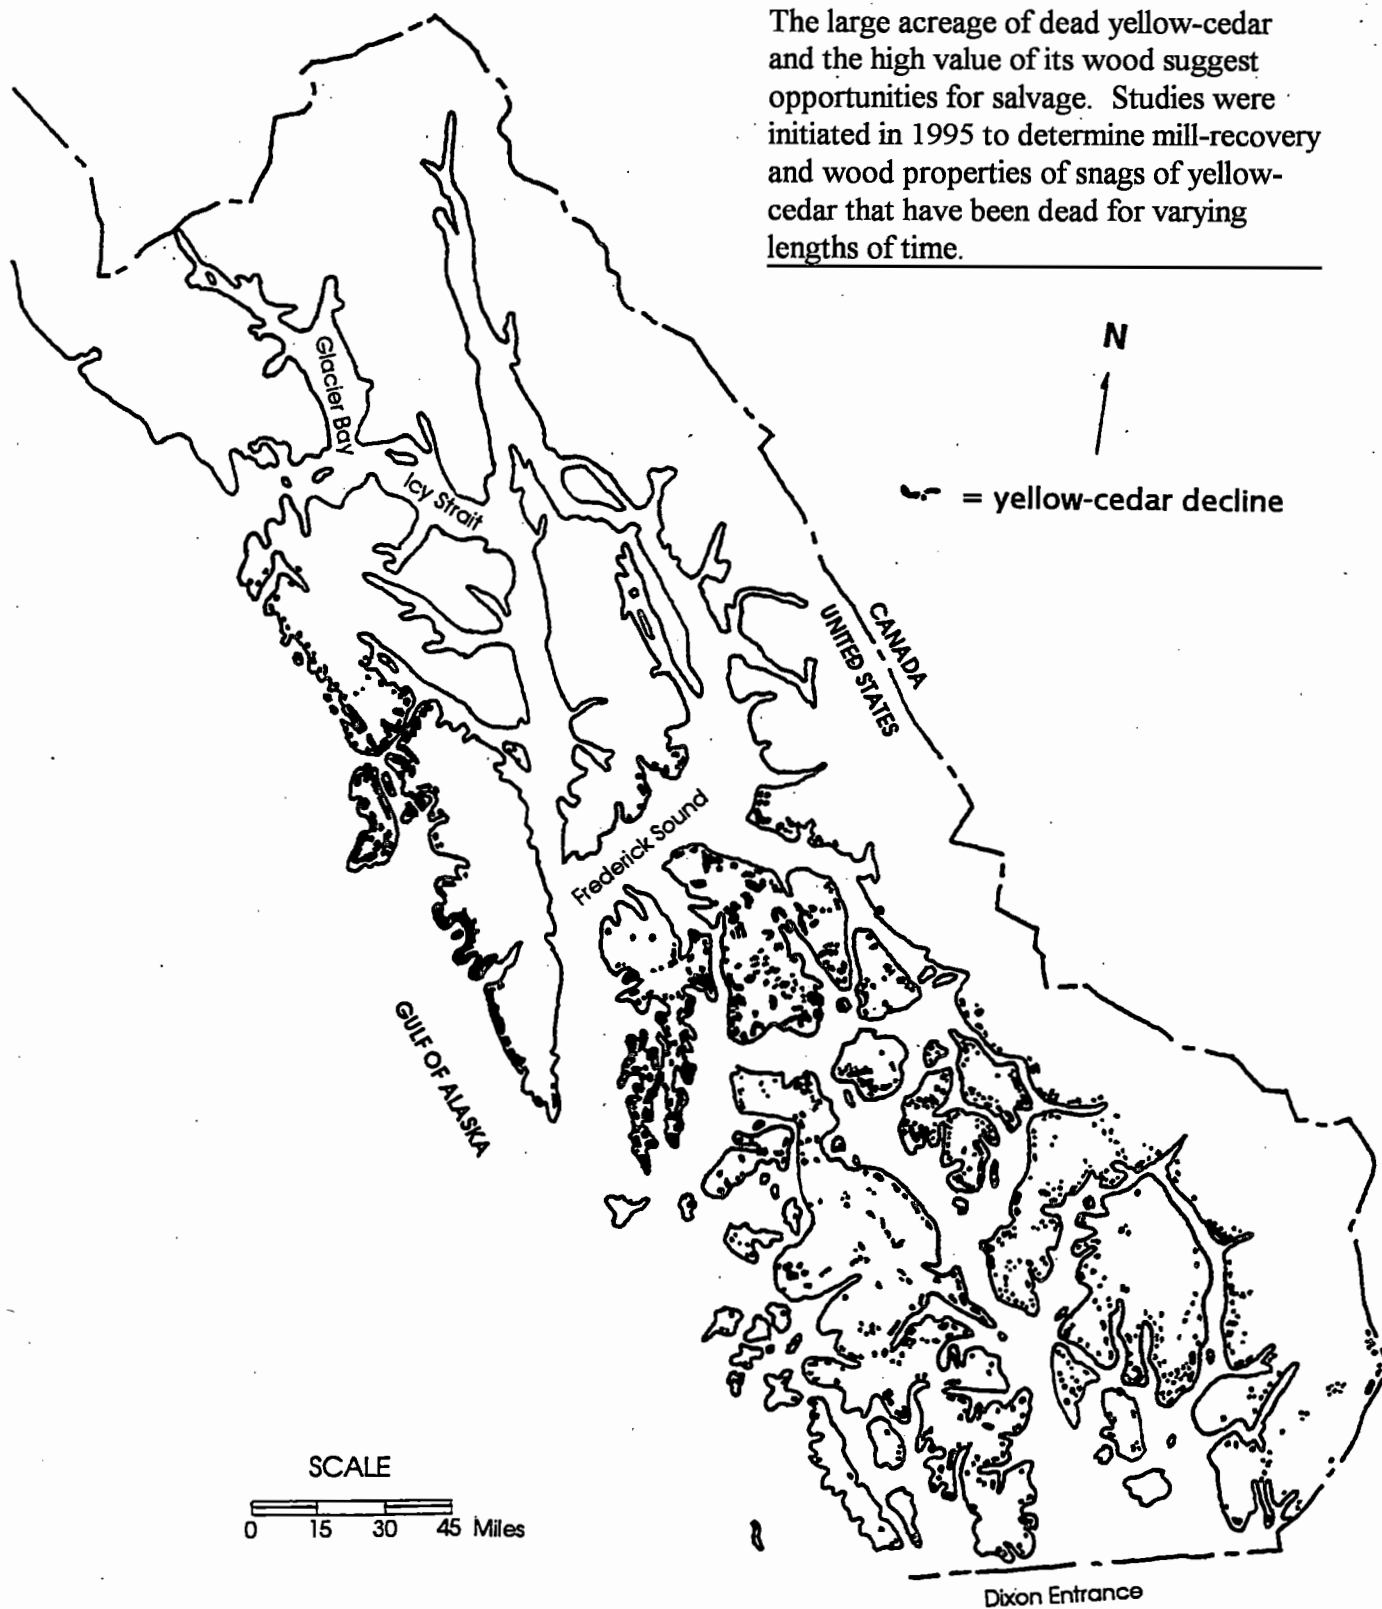 The large acreage of dead yellow-cedar
and the high value of its wood suggest
opportunities for salvage. Studies were
initiated in 1995 to determine mill-recovery
and wood properties of snags of yellow-
cedar that have been dead for varying
lengths of time.
N
= yellow-cedar decline
Glacier Bay
Icy Strait
CANADA
UNITED STATES
Frederick Sound
GULF OF ALASKA
SCALE
0 15 30 45 Miles
Dixon Entrance